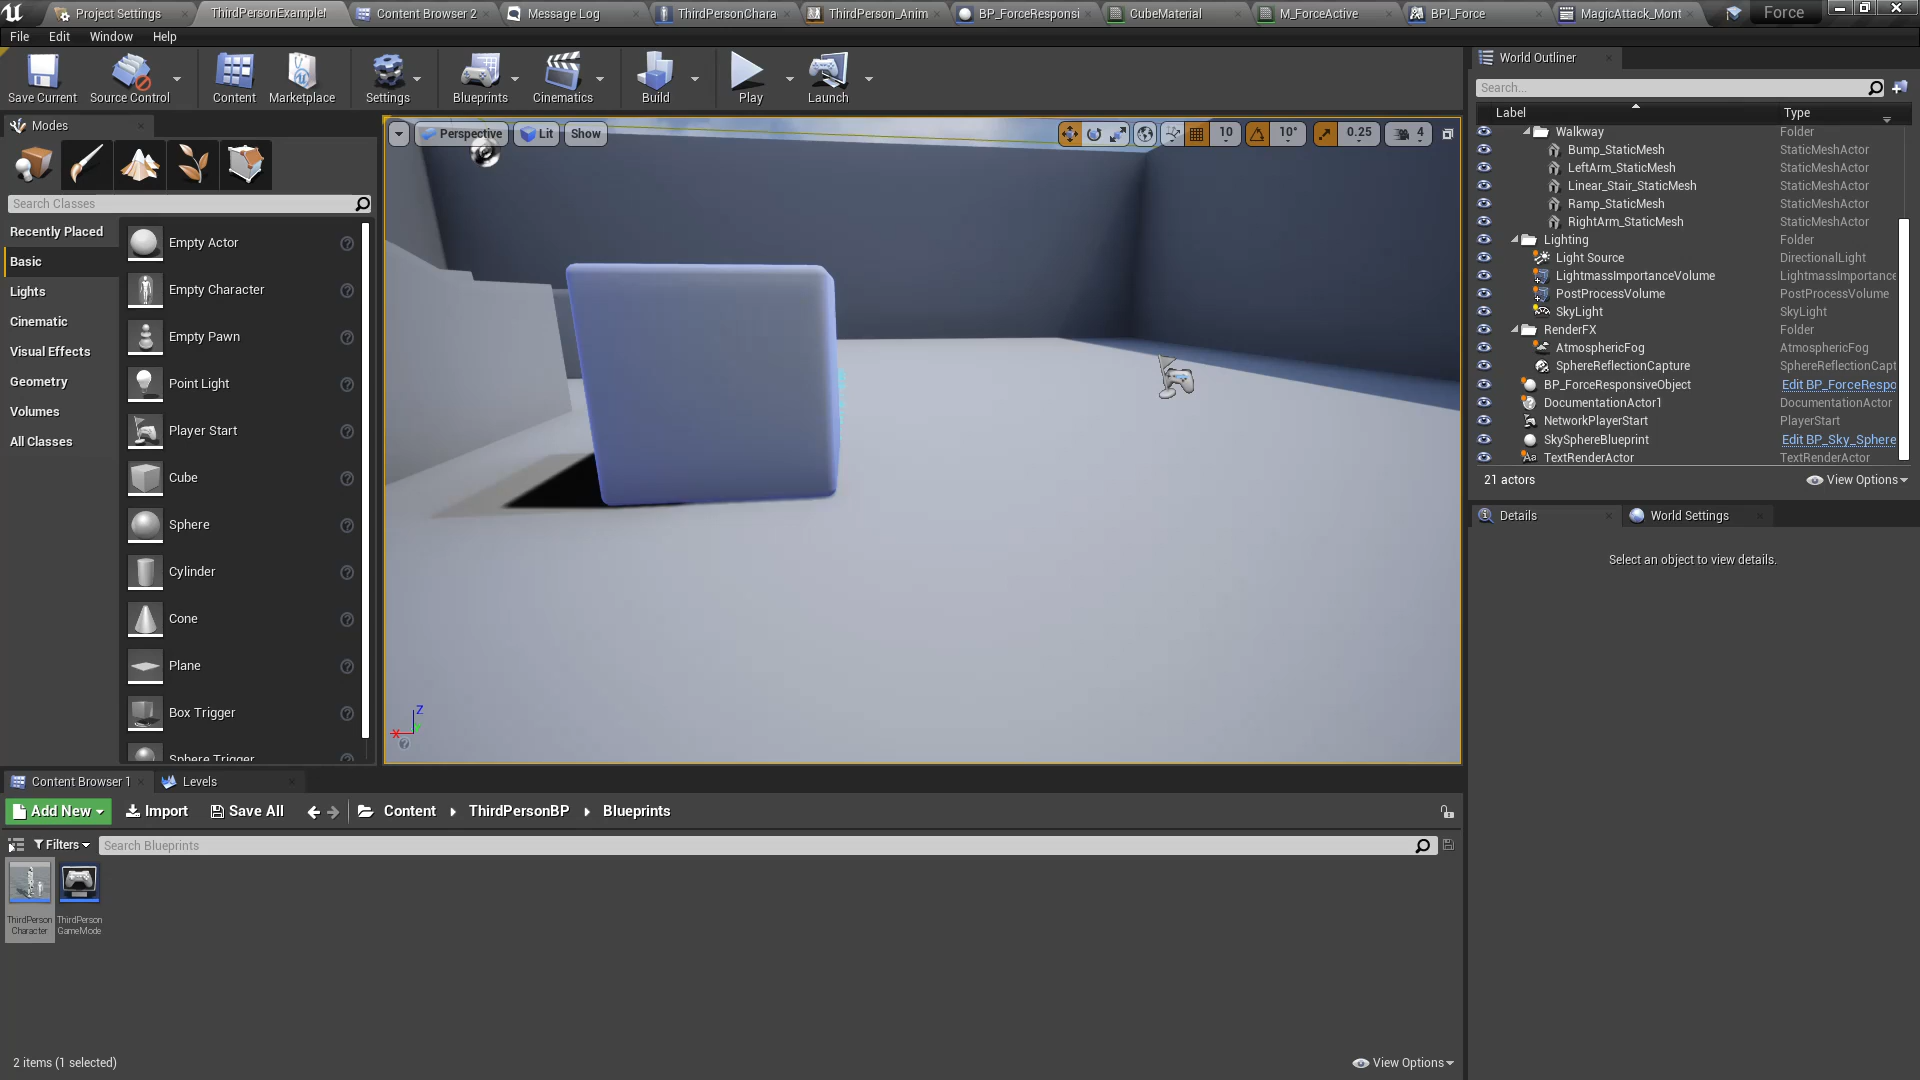 Project Settings
ThirdPersonExample!
Content Browser 2
Message Log
ThirdPersonChara
ThirdPerson_Anim
BP_ForceResponsi
CubeMaterial
M_ForceActive
BPI_Force
MagicAttack_Mont
Force
File Edit Window Help
Save Current
Source Control
Content
Marketplace
Settings
Blueprints
Cinematics
Build
Play
Launch
Modes
Search Classes
Recently Placed
Basic
Lights
Cinematic
Visual Effects
Geometry
Volumes
All Classes
Empty Actor
Empty Character
Empty Pawn
Point Light
Player Start
Cube
Sphere
Cylinder
Cone
Plane
Box Trigger
Sphere Trigger
Perspective
Lit
Show
10
10°
0.25
4
Z
X
World Outliner
Search...
Label Type
Walkway Folder
Bump_StaticMesh StaticMeshActor
LeftArm_StaticMesh StaticMeshActor
Linear_Stair_StaticMesh StaticMeshActor
Ramp_StaticMesh StaticMeshActor
RightArm_StaticMesh StaticMeshActor
Lighting Folder
Light Source DirectionalLight
LightmassImportanceVolume LightmassImportance
PostProcessVolume PostProcessVolume
SkyLight SkyLight
RenderFX Folder
AtmosphericFog AtmosphericFog
SphereReflectionCapture SphereReflectionCapt
BP_ForceResponsiveObject Edit BP_ForceRespo
DocumentationActor1 DocumentationActor
NetworkPlayerStart PlayerStart
SkySphereBlueprint Edit BP_Sky_Sphere
TextRenderActor TextRenderActor
21 actors
View Options
Details
World Settings
Select an object to view details.
Content Browser 1
Levels
Add New
Import
Save All
Content
ThirdPersonBP
Blueprints
Filters
Search Blueprints
ThirdPerson
Character
ThirdPerson
GameMode
2 items (1 selected)
View Options